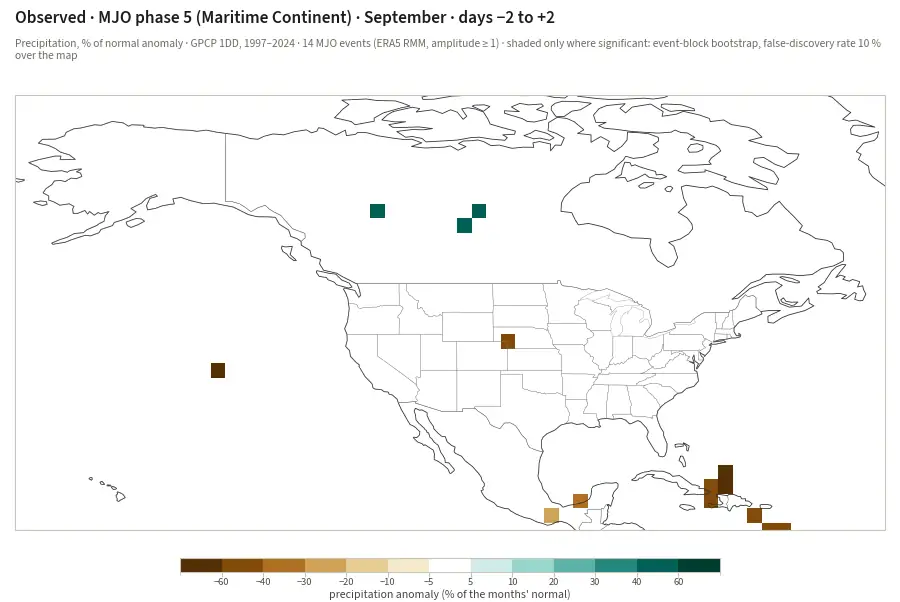 Observed · MJO phase 5 (Maritime Continent) · September · days −2 to +2
Precipitation, % of normal anomaly · GPCP 1DD, 1997–2024 · 14 MJO events (ERA5 RMM, amplitude ≥ 1) · shaded only where significant: event-block bootstrap, false-discovery rate 10 %
over the map
−60 −40 −30 −20 −10 −5 5 10 20 30 40 60
precipitation anomaly (% of the months' normal)